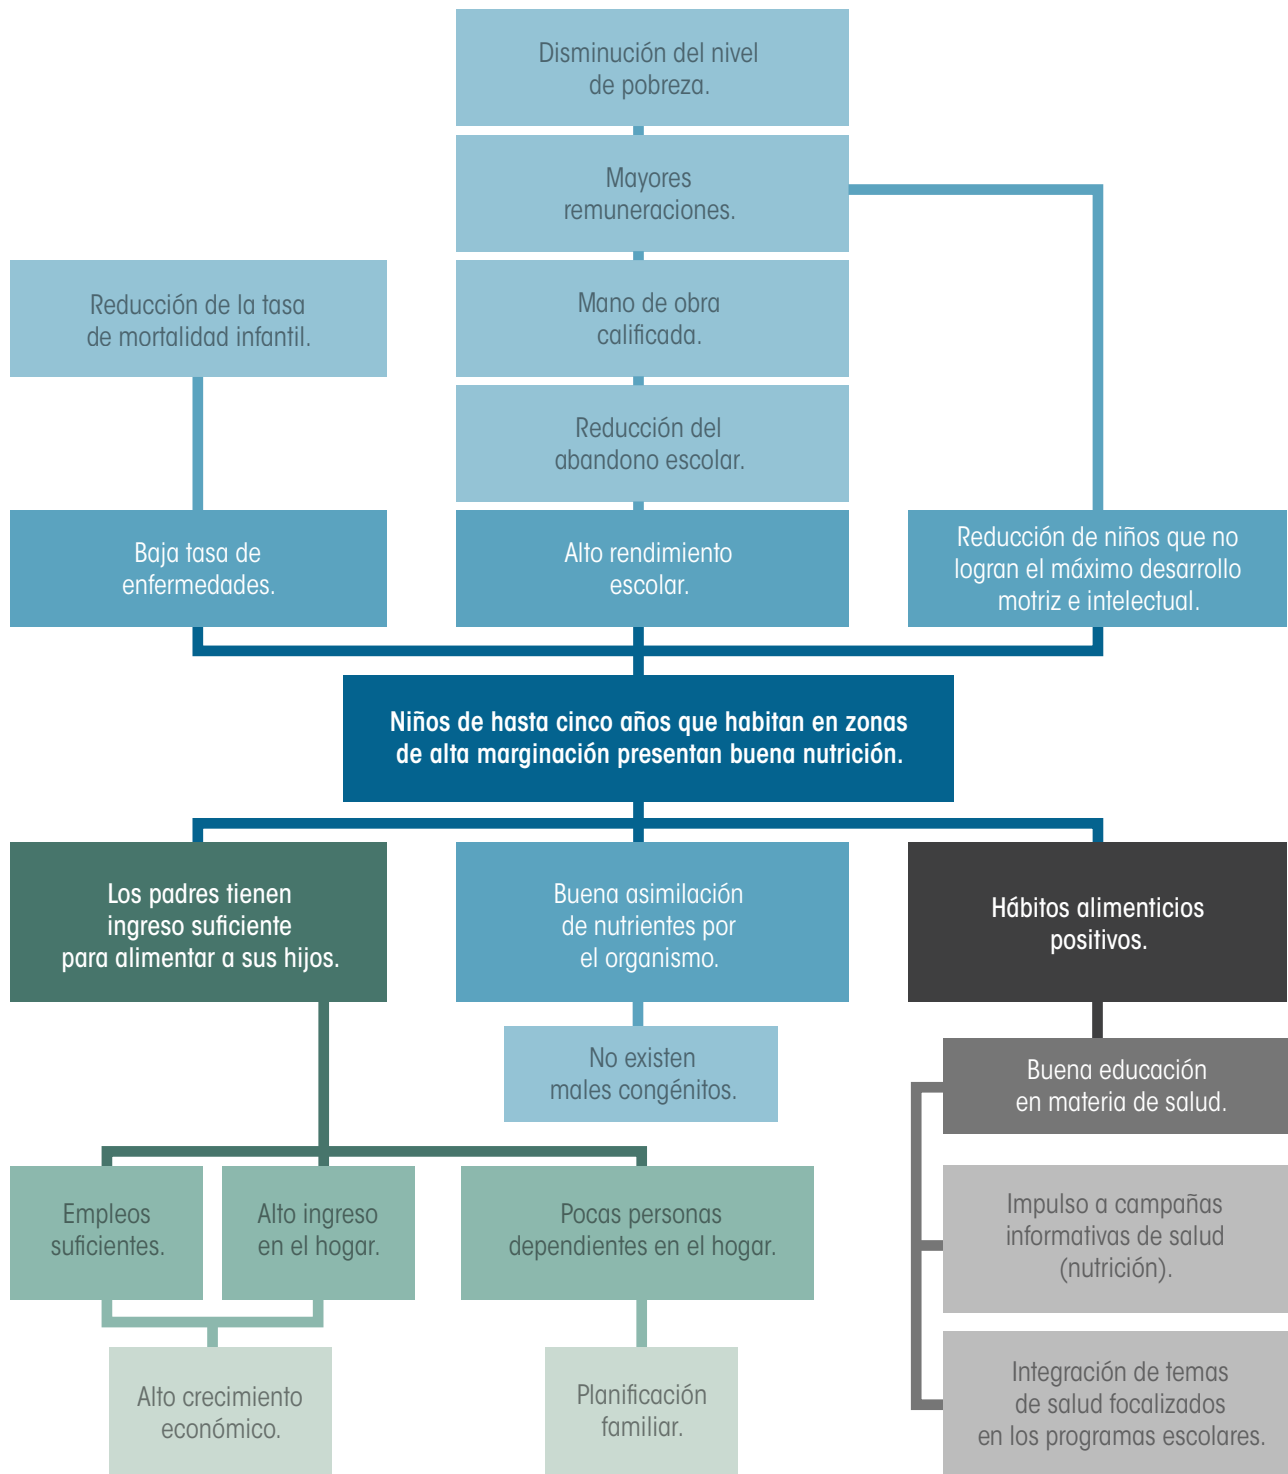 Disminución del nivel
de pobreza.
Mayores
remuneraciones.
Reducción de la tasa
de mortalidad infantil.
Mano de obra
calificada.
Reducción del
abandono escolar.
Baja tasa de
enfermedades.
Alto rendimiento
escolar.
Reducción de niños que no
logran el máximo desarrollo
motriz e intelectual.
Niños de hasta cinco años que habitan en zonas
de alta marginación presentan buena nutrición.
Los padres tienen
ingreso suficiente
para alimentar a sus hijos.
Buena asimilación
de nutrientes por
el organismo.
Hábitos alimenticios
positivos.
No existen
males congénitos.
Buena educación
en materia de salud.
Empleos
suficientes.
Alto ingreso
en el hogar.
Pocas personas
dependientes en el hogar.
Impulso a campañas
informativas de salud
(nutrición).
Alto crecimiento
económico.
Planificación
familiar.
Integración de temas
de salud focalizados
en los programas escolares.